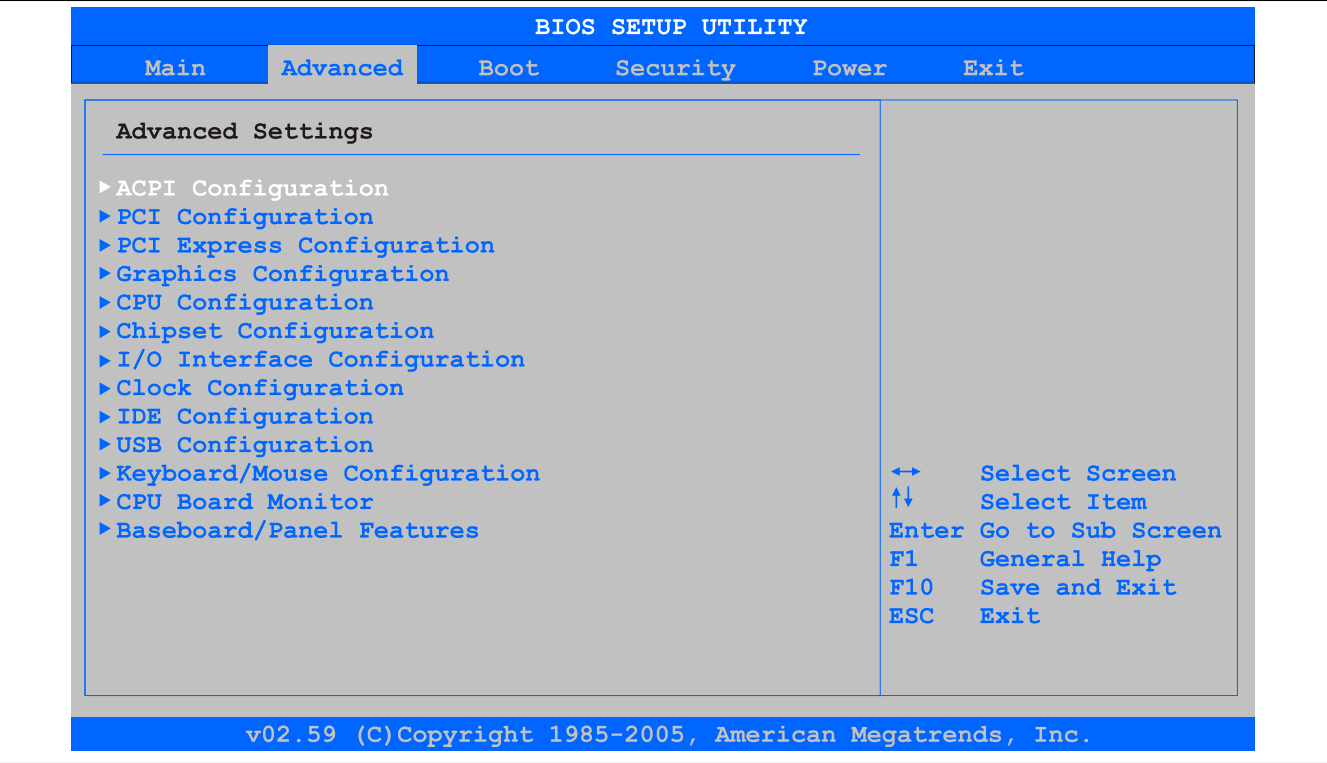 BIOS SETUP UTILITY
Main Advanced Boot Security Power Exit
Advanced Settings
ACPI Configuration
PCI Configuration
PCI Express Configuration
Graphics Configuration
CPU Configuration
Chipset Configuration
I/O Interface Configuration
Clock Configuration
IDE Configuration
USB Configuration
Keyboard/Mouse Configuration
CPU Board Monitor
Baseboard/Panel Features
Select Screen
Select Item
Enter Go to Sub Screen
F1 General Help
F10 Save and Exit
ESC Exit
v02.59 (C)Copyright 1985-2005, American Megatrends, Inc.